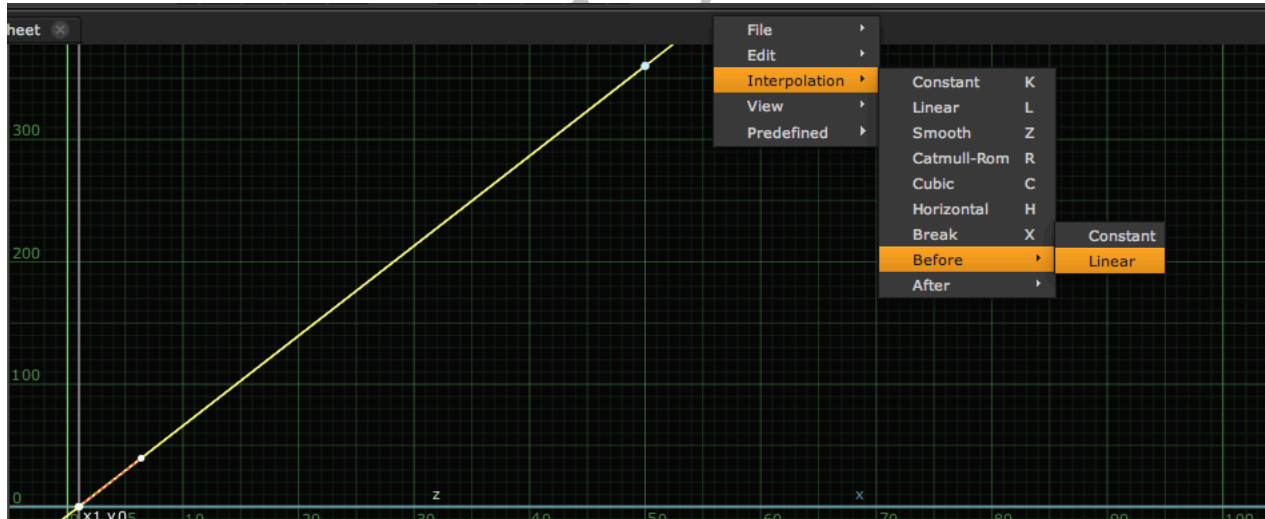 heet
File
Edit
Interpolation
View
Predefined
Constant K
Linear L
Smooth Z
Catmull-Rom R
Cubic C
Horizontal H
Break X
Before
After
Constant
Linear
300
200
100
0
z
x
x1 y0
5
10
20
30
40
50
60
70
80
90
100